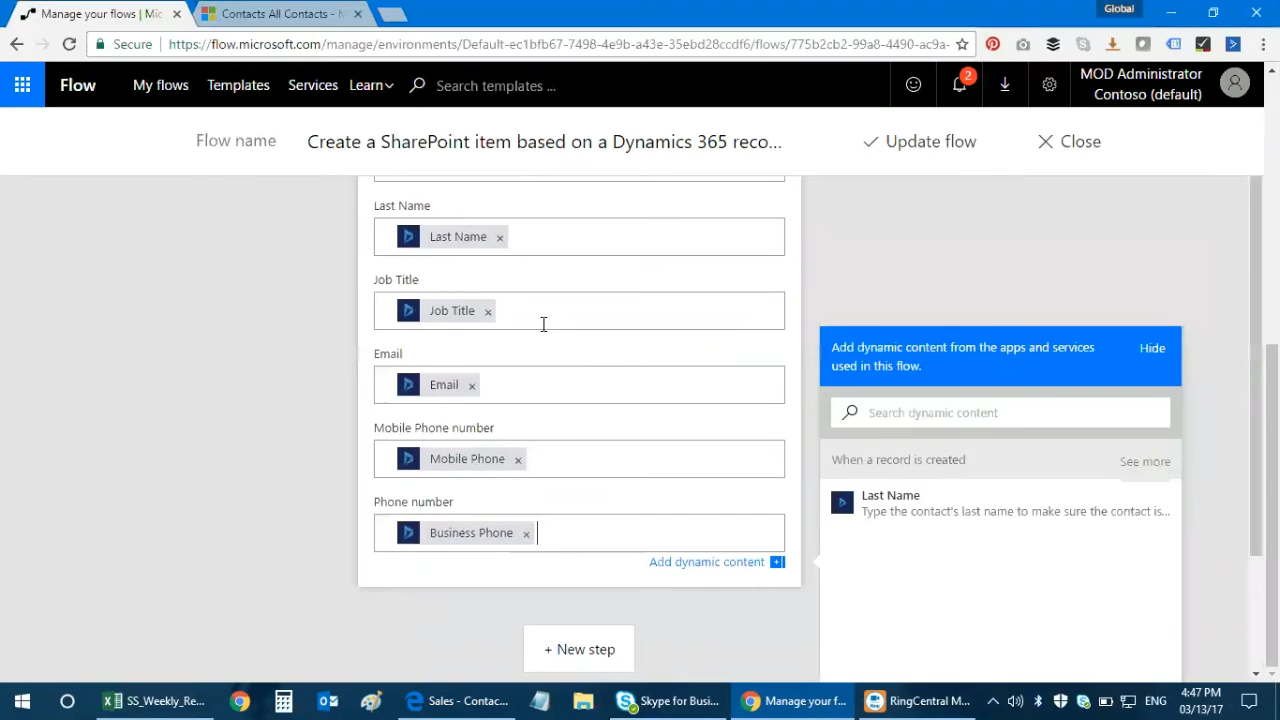 Manage your flows | Mic
Contacts All Contacts - M
Global
Secure
https://flow.microsoft.com/manage/environments/Default-ec1bfb67-7498-4e9b-a43e-35ebd28ccdf6/flows/775b2cb2-99a8-4490-ac9a-
Flow
My flows
Templates
Services
Learn
Search templates ...
2
MOD Administrator
Contoso (default)
Flow name
Create a SharePoint item based on a Dynamics 365 reco...
Update flow
Close
Last Name
Last Name
Job Title
Job Title
Email
Email
Mobile Phone number
Mobile Phone
Phone number
Business Phone
Add dynamic content
+ New step
Add dynamic content from the apps and services
used in this flow.
Hide
Search dynamic content
When a record is created
See more
Last Name
Type the contact's last name to make sure the contact is...
SS_Weekly_Re...
Sales - Contac...
Skype for Busi...
Manage your f...
RingCentral M...
ENG
4:47 PM
03/13/17